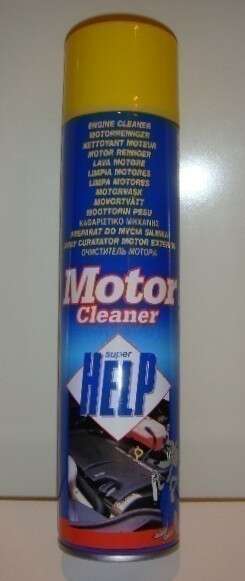 ENGINE CLEANER
MOTORREINIGER
NETTOYANT MOTEUR
MOTOR REINIGER
LAVA MOTORE
LIMPIA MOTORES
LIMPA MOTORES
MOTORVASK
MOTORTVÄTT
MOOTTORIN PESU
ΚΑΘΑΡΙΣΤΙΚΟ ΜΗΧΑΝΗΣ
PREPARAT DO MYCIA SILNIKA
SPRAY CURATATOR MOTOR EXTERIOR
ОЧИСТИТЕЛЬ МОТОРА
Motor
Cleaner
super
HELP